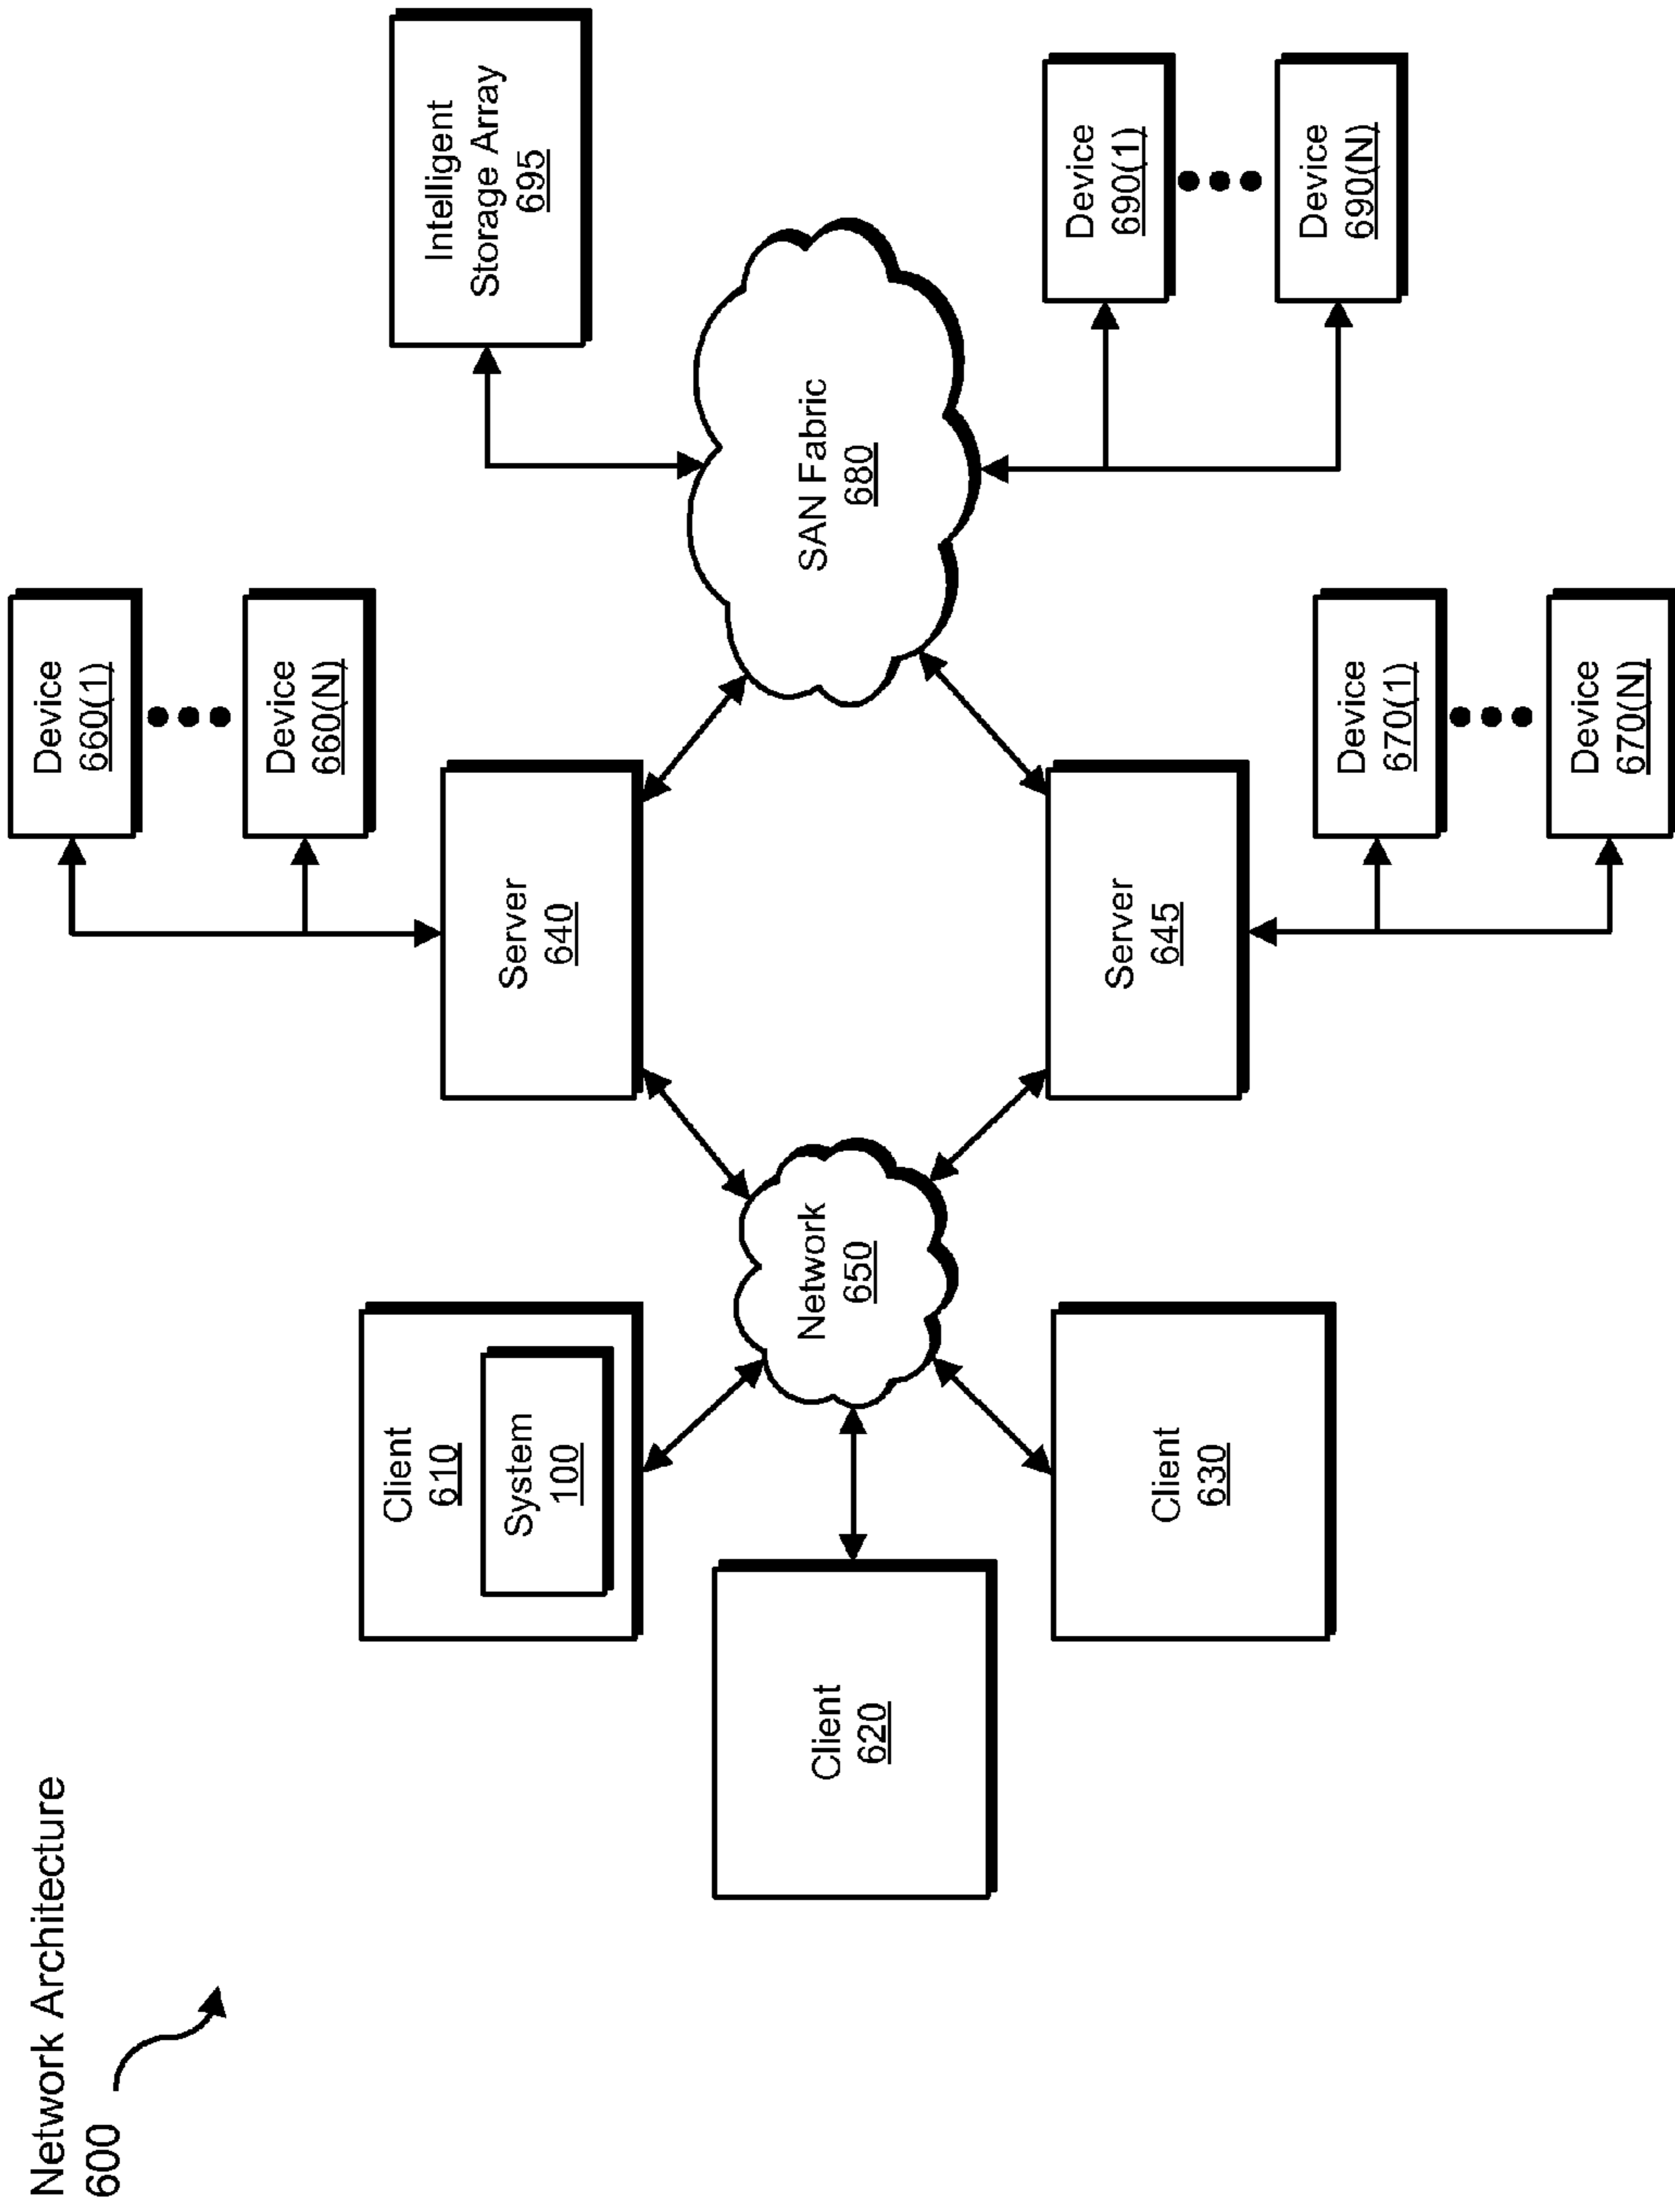 Network Architecture
600
Device
660(1)
Device
660(N)
Intelligent
Storage Array
695
Client
610
System
100
Server
640
Client
620
Network
650
SAN Fabric
680
Client
630
Server
645
Device
690(1)
Device
690(N)
Device
670(1)
Device
670(N)